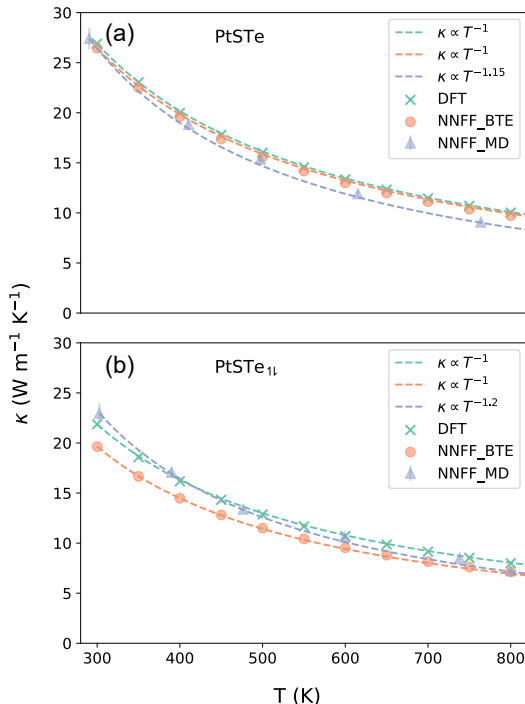 (a)
PtSTe
κ ∝ T⁻¹
κ ∝ T⁻¹
κ ∝ T⁻¹·¹⁵
DFT
NNFF_BTE
NNFF_MD
30
25
20
15
10
5
0
(b)
PtSTe₁⇃
κ ∝ T⁻¹
κ ∝ T⁻¹
κ ∝ T⁻¹·²
DFT
NNFF_BTE
NNFF_MD
30
25
20
15
10
5
0
300 400 500 600 700 800
T (K)
κ (W m⁻¹ K⁻¹)